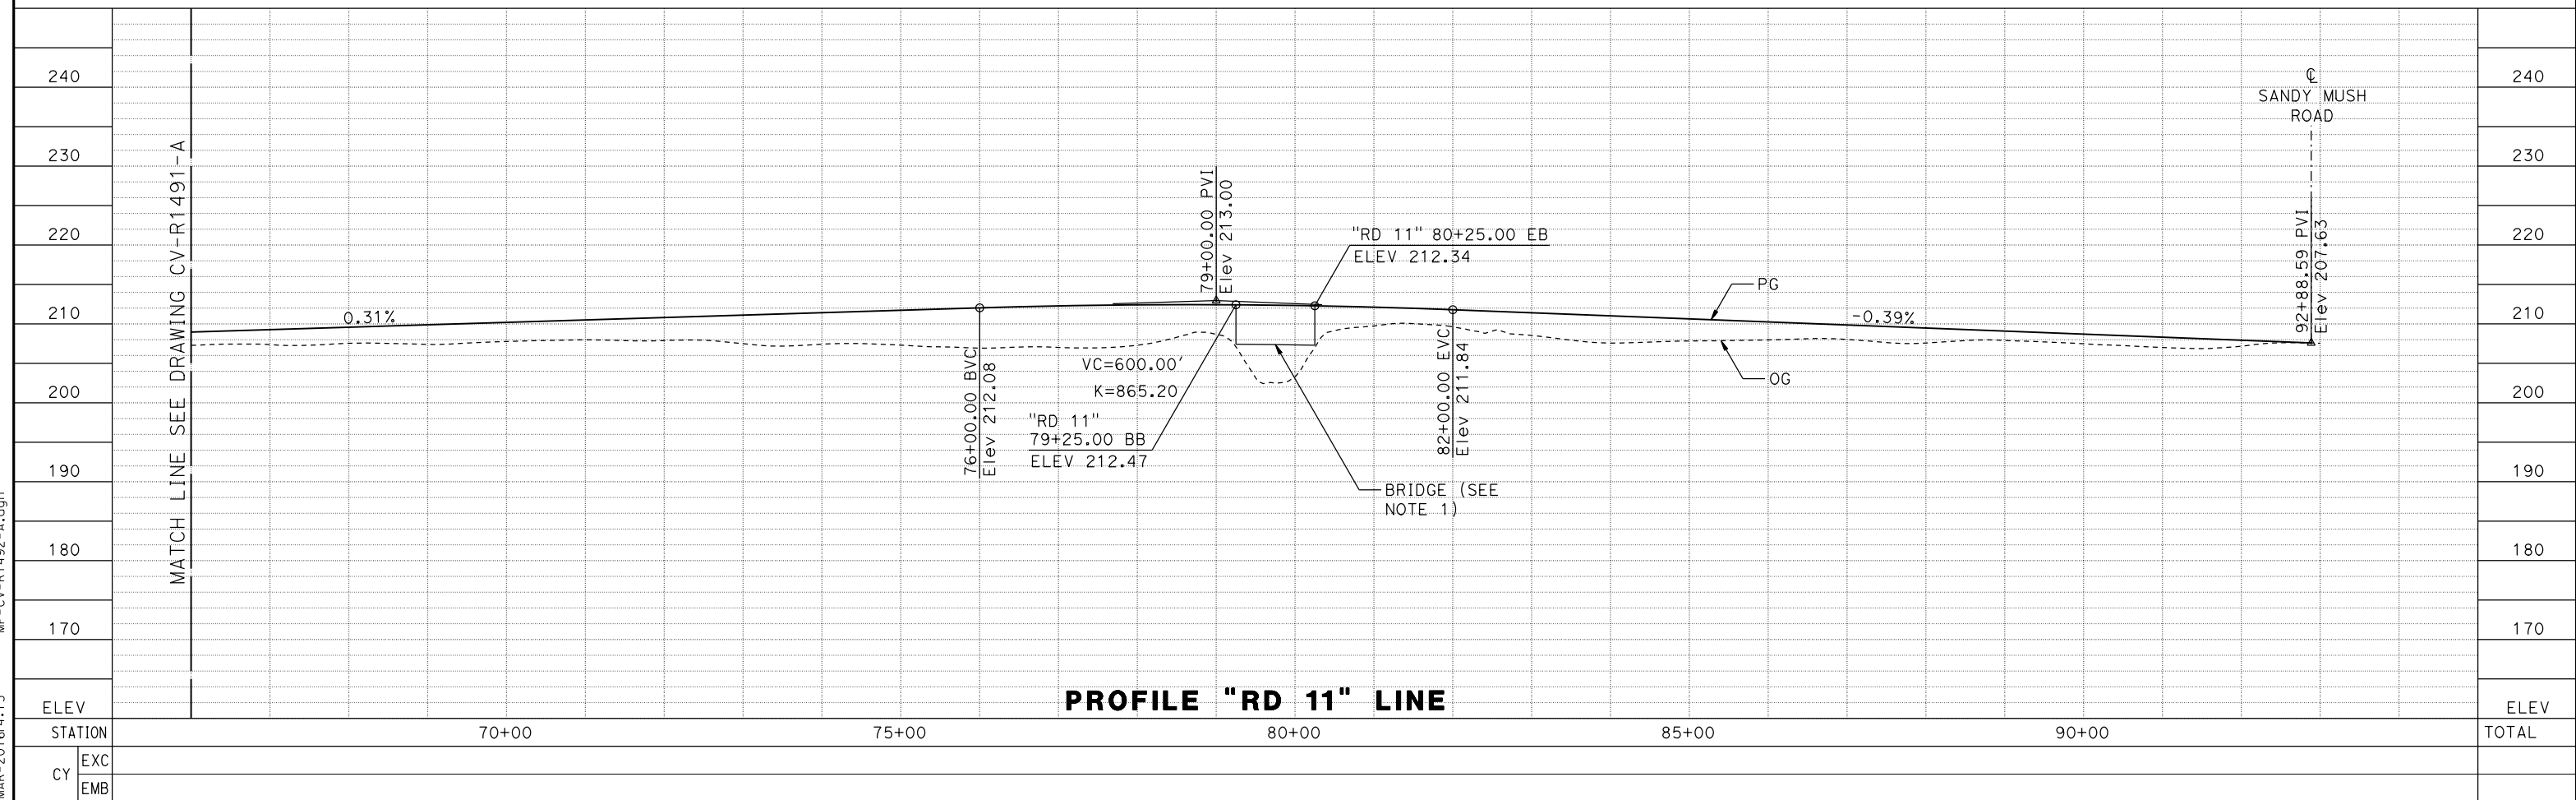 240
230
220
210
200
190
180
170
ELEV
MATCH LINE SEE DRAWING CV-R1491-A
0.31%
76+00.00 BVC
Elev 212.08
VC=600.00'
K=865.20
"RD 11"
79+25.00 BB
ELEV 212.47
79+00.00 PVI
Elev 213.00
"RD 11" 80+25.00 EB
ELEV 212.34
BRIDGE (SEE
NOTE 1)
82+00.00 EVC
Elev 211.84
PG
OG
-0.39%
℄
SANDY MUSH
ROAD
92+88.59 PVI
Elev 207.63
240
230
220
210
200
190
180
170
ELEV
PROFILE "RD 11" LINE
STATION
70+00
75+00
80+00
85+00
90+00
TOTAL
CY
EXC
EMB